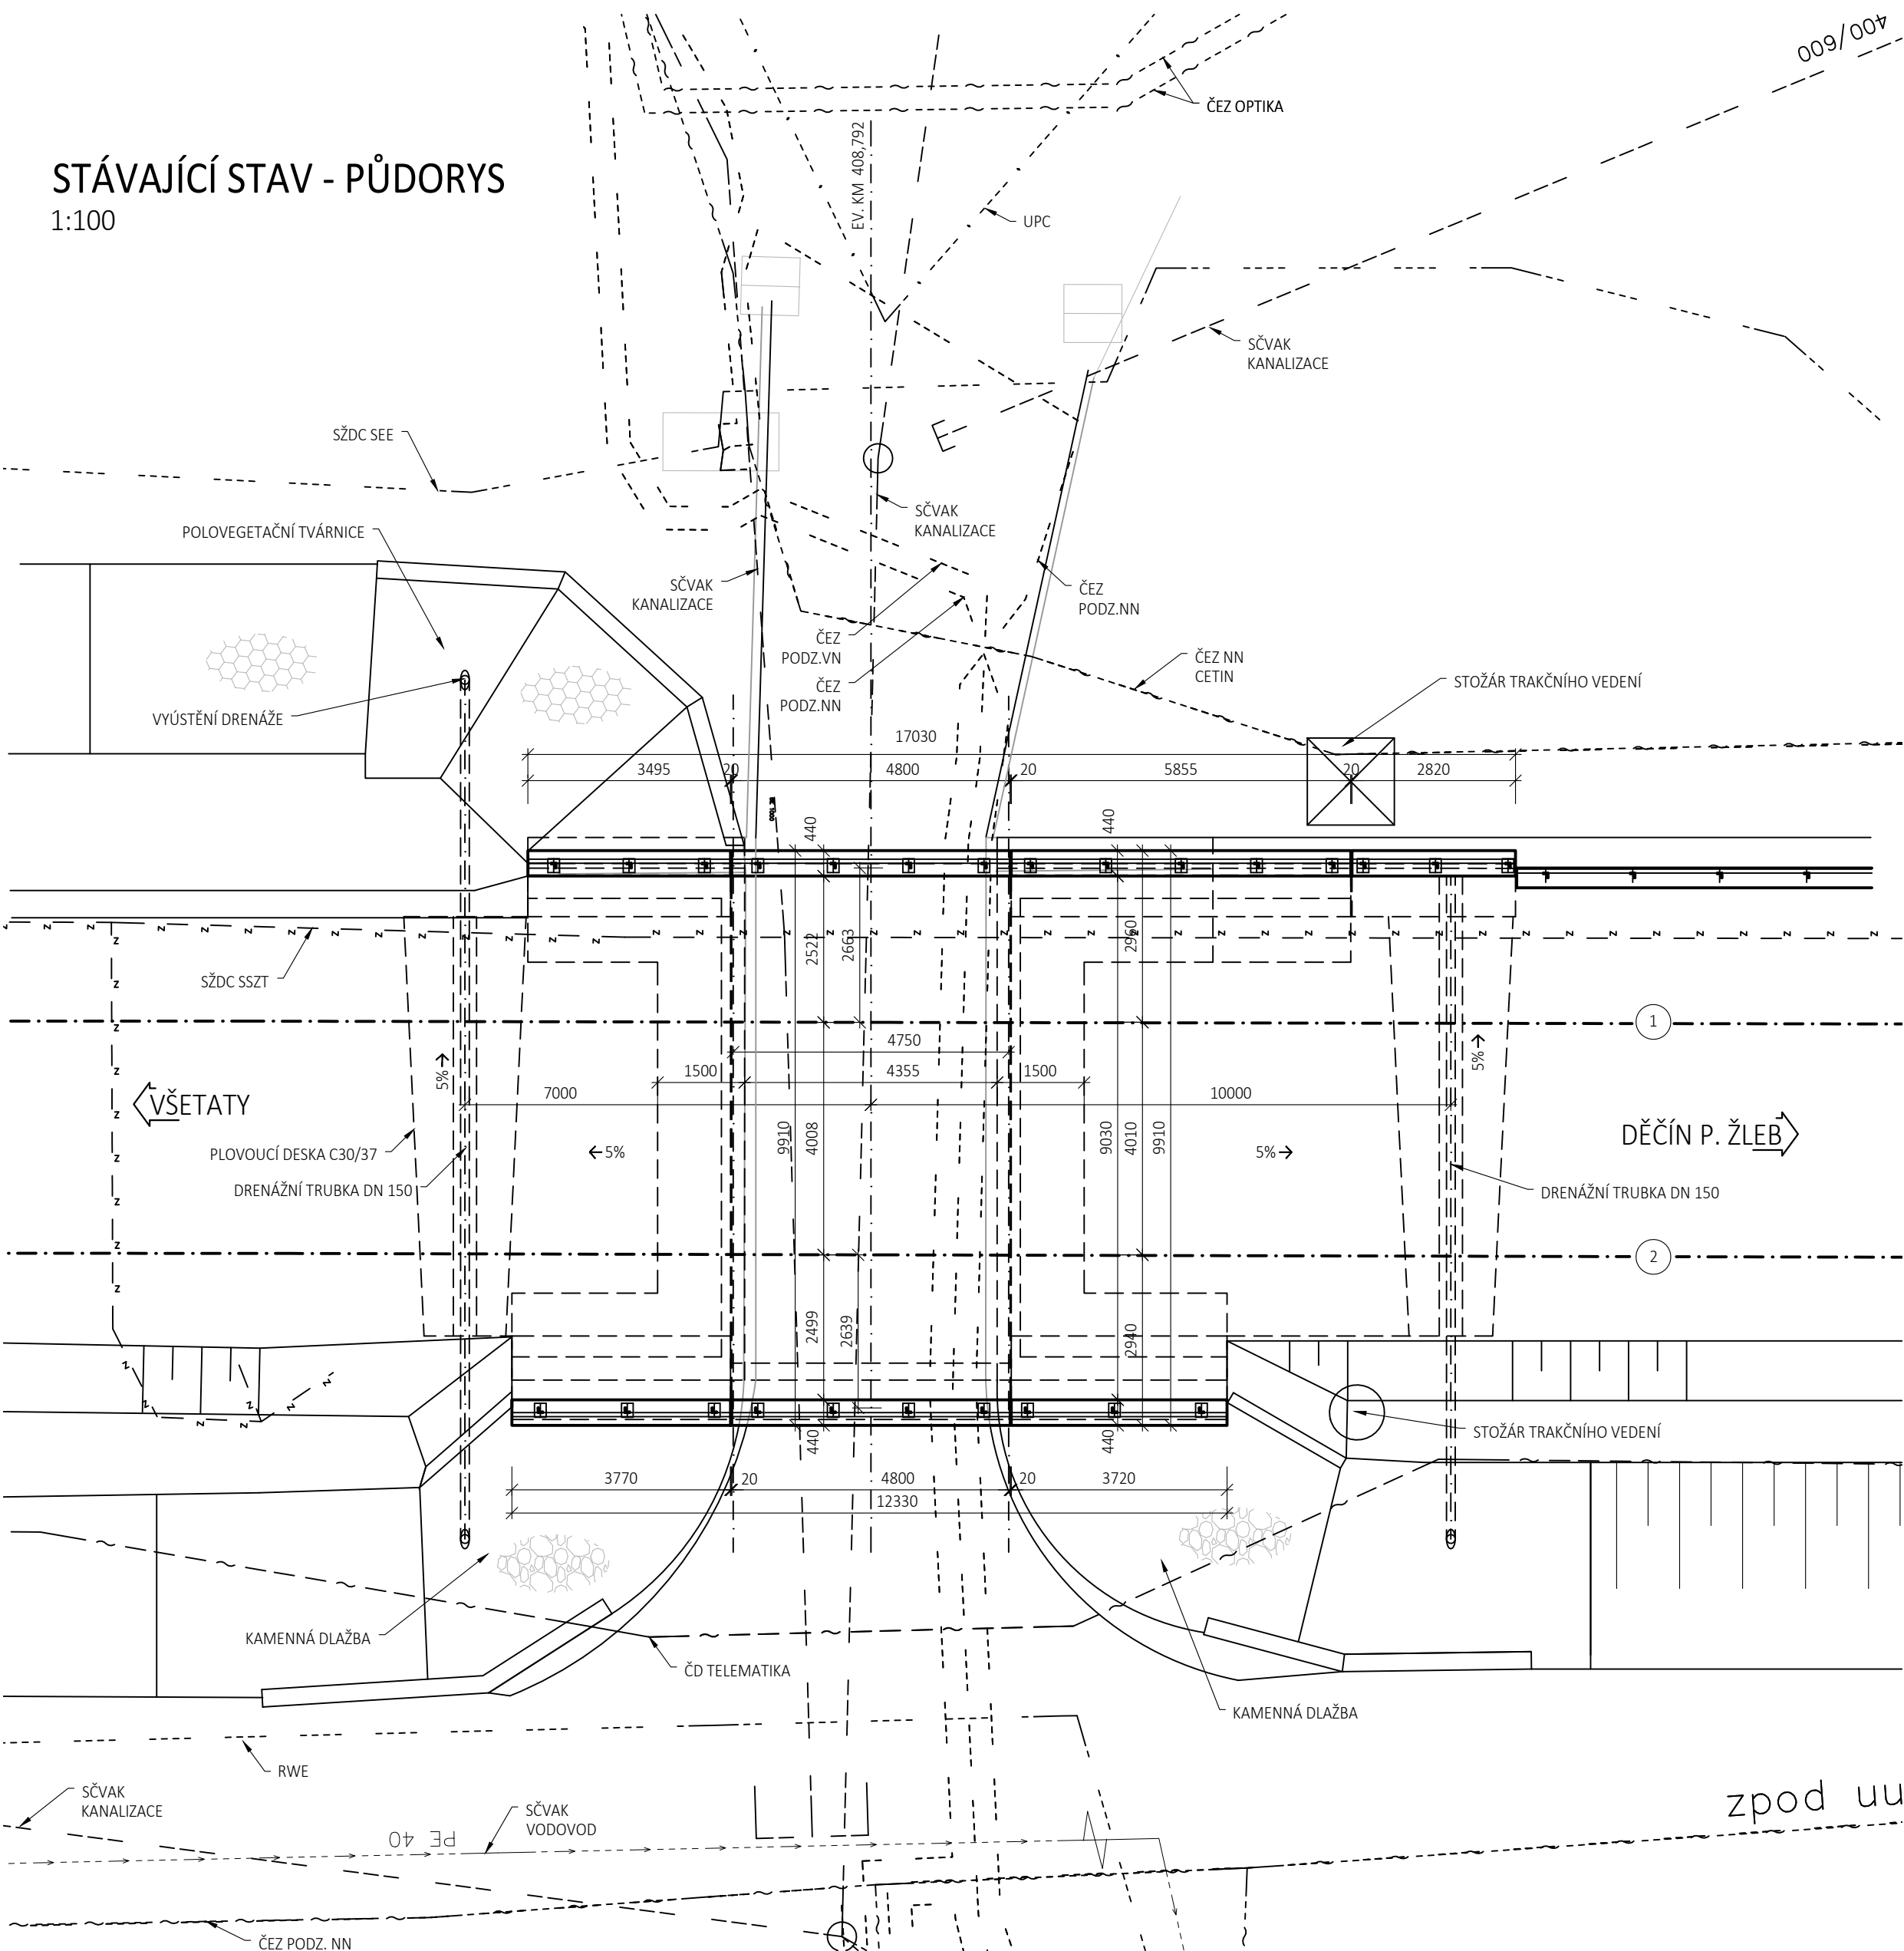 400/600
ČEZ OPTIKA
EV. KM 408,792
STÁVAJÍCÍ STAV - PŮDORYS
1:100
UPC
SČVAK
KANALIZACE
SŽDC SEE
POLOVEGETAČNÍ TVÁRNICE
SČVAK
KANALIZACE
SČVAK
KANALIZACE
ČEZ
PODZ.NN
ČEZ
PODZ.VN
ČEZ
PODZ.NN
ČEZ NN
CETIN
STOŽÁR TRAKČNÍHO VEDENÍ
VYÚSTĚNÍ DRENÁŽE
17030
3495
20
4800
20
5855
20
2820
440
440
2522
2663
2960
SŽDC SSZT
1
4750
1500
4355
1500
7000
10000
5%
5%
VŠETATY
DĚČÍN P. ŽLEB
9910
4008
9030
4010
9910
PLOVOUCÍ DESKA C30/37
5%
5%
DRENÁŽNÍ TRUBKA DN 150
DRENÁŽNÍ TRUBKA DN 150
2
2499
2639
2940
440
440
STOŽÁR TRAKČNÍHO VEDENÍ
3770
20
4800
20
3720
12330
KAMENNÁ DLAŽBA
ČD TELEMATIKA
KAMENNÁ DLAŽBA
RWE
SČVAK
KANALIZACE
SČVAK
VODOVOD
PE 40
nn podz
ČEZ PODZ. NN